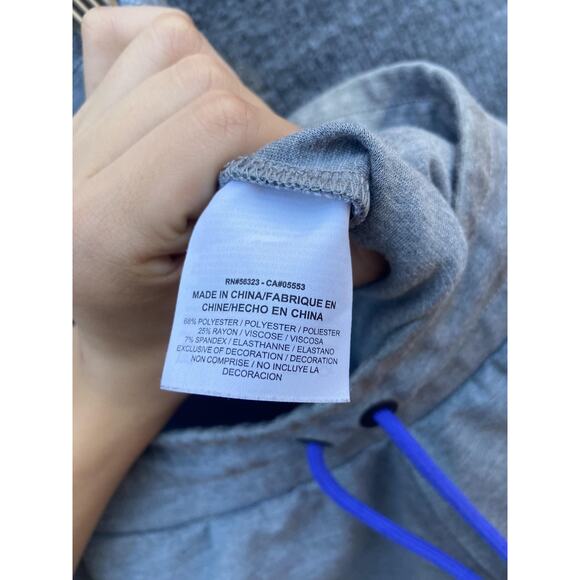 RN#56323 - CA#05553
MADE IN CHINA/FABRIQUE EN
CHINE/HECHO EN CHINA
68% POLYESTER / POLYESTER / POLIESTER
25% RAYON / VISCOSE / VISCOSA
7% SPANDEX / ELASTHANNE / ELASTANO
EXCLUSIVE OF DECORATION / DECORATION
NON COMPRISE / NO INCLUYE LA
DECORACION